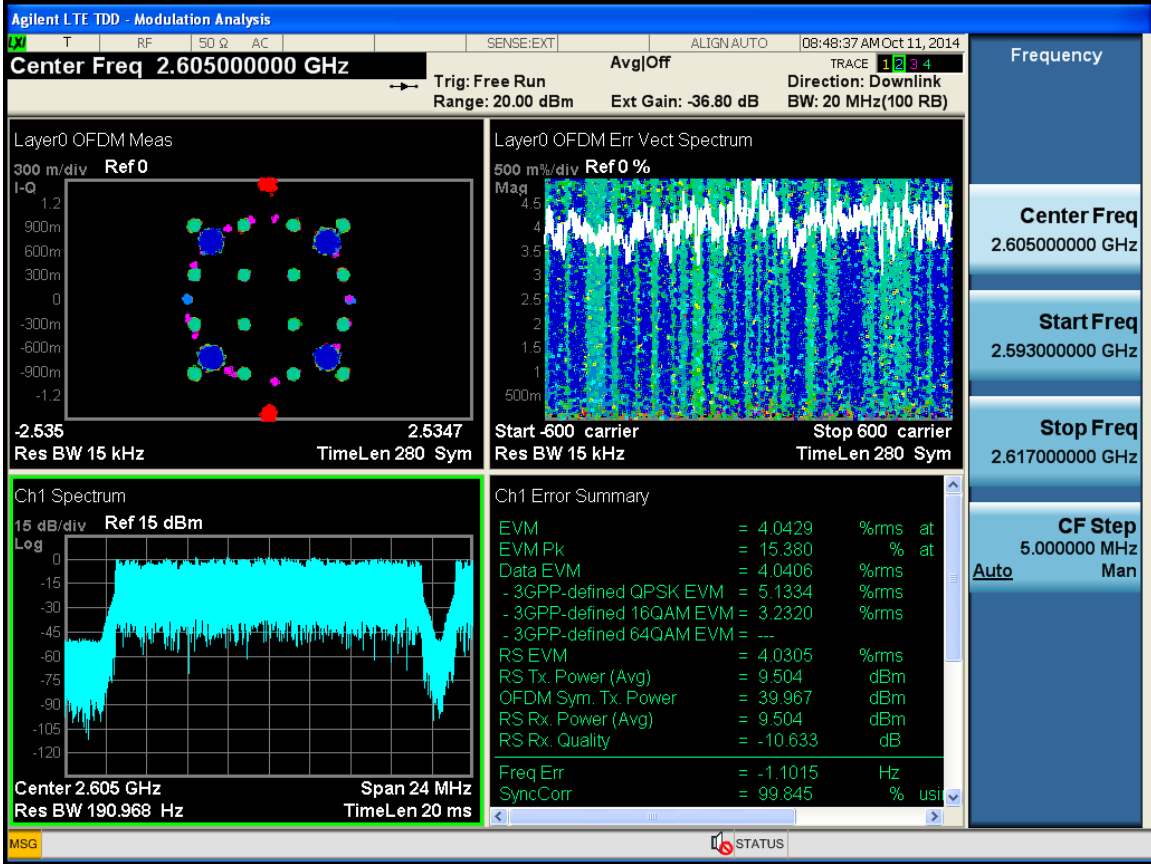 Agilent LTE TDD - Modulation Analysis
LXI T RF 50 Ω AC SENSE:EXT ALIGN AUTO 08:48:37 AM Oct 11, 2014
Center Freq 2.605000000 GHz
Avg|Off
TRACE 1 2 3 4
Trig: Free Run
Direction: Downlink
Range: 20.00 dBm Ext Gain: -36.80 dB BW: 20 MHz(100 RB)
Layer0 OFDM Meas
300 m/div Ref 0
I-Q
1.2
900m
600m
300m
0
-300m
-600m
-900m
-1.2
-2.535 2.5347
Res BW 15 kHz TimeLen 280 Sym
Layer0 OFDM Err Vect Spectrum
500 m%/div Ref 0 %
Mag
4.5
4
3.5
3
2.5
2
1.5
1
500m
Start -600 carrier Stop 600 carrier
Res BW 15 kHz TimeLen 280 Sym
Ch1 Spectrum
15 dB/div Ref 15 dBm
Log
0
-15
-30
-45
-60
-75
-90
-105
-120
Center 2.605 GHz Span 24 MHz
Res BW 190.968 Hz TimeLen 20 ms
Ch1 Error Summary
EVM = 4.0429 %rms at
EVM Pk = 15.380 % at
Data EVM = 4.0406 %rms
- 3GPP-defined QPSK EVM = 5.1334 %rms
- 3GPP-defined 16QAM EVM = 3.2320 %rms
- 3GPP-defined 64QAM EVM = ---
RS EVM = 4.0305 %rms
RS Tx. Power (Avg) = 9.504 dBm
OFDM Sym. Tx. Power = 39.967 dBm
RS Rx. Power (Avg) = 9.504 dBm
RS Rx. Quality = -10.633 dB
Freq Err = -1.1015 Hz
SyncCorr = 99.845 % usi
Frequency
Center Freq
2.605000000 GHz
Start Freq
2.593000000 GHz
Stop Freq
2.617000000 GHz
CF Step
5.000000 MHz
Auto Man
MSG STATUS